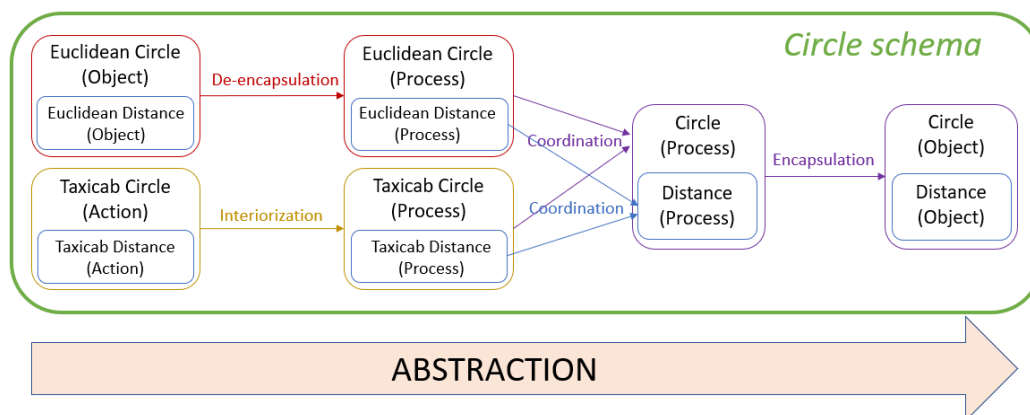 Circle schema
Euclidean Circle
(Object)
Euclidean Distance
(Object)
De-encapsulation
Euclidean Circle
(Process)
Euclidean Distance
(Process)
Taxicab Circle
(Action)
Taxicab Distance
(Action)
Interiorization
Taxicab Circle
(Process)
Taxicab Distance
(Process)
Coordination
Coordination
Circle
(Process)
Distance
(Process)
Encapsulation
Circle
(Object)
Distance
(Object)
ABSTRACTION